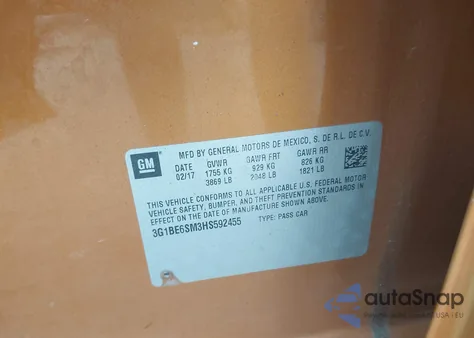 MFD BY GENERAL MOTORS DE MEXICO, S. DE R.L. DE C.V.
GM
DATE GVWR GAWR FRT GAWR RR
02/17 1755 KG 929 KG 826 KG
3869 LB 2048 LB 1821 LB
THIS VEHICLE CONFORMS TO ALL APPLICABLE U.S. FEDERAL MOTOR
VEHICLE SAFETY, BUMPER, AND THEFT PREVENTION STANDARDS IN
EFFECT ON THE DATE OF MANUFACTURE SHOWN ABOVE.
3G1BE6SM3HS592455 TYPE: PASS CAR
autoSnap